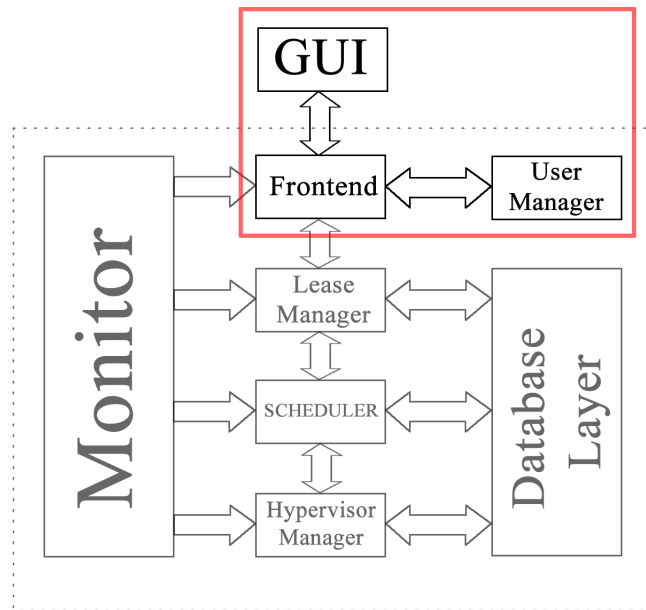 GUI
Frontend
User
Manager
Monitor
Lease
Manager
SCHEDULER
Hypervisor
Manager
Database
Layer